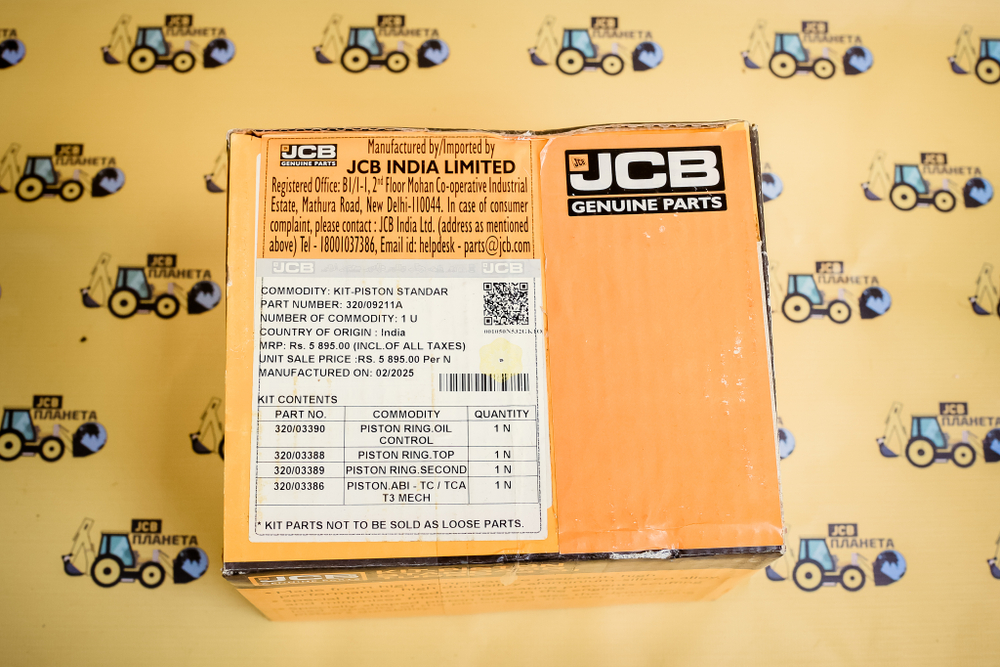 JCB
GENUINE PARTS
Manufactured by/Imported by
JCB INDIA LIMITED
Registered Office: B1/1-1, 2nd Floor Mohan Co-operative Industrial
Estate, Mathura Road, New Delhi-110044. In case of consumer
complaint, please contact : JCB India Ltd. (address as mentioned
above) Tel - 18001037386, Email id: helpdesk - parts@jcb.com
JCB
GENUINE PARTS
JCB JCB
COMMODITY: KIT-PISTON STANDAR
PART NUMBER: 320/09211A
NUMBER OF COMMODITY: 1 U
COUNTRY OF ORIGIN : India
MRP: Rs. 5 895.00 (INCL.OF ALL TAXES)
UNIT SALE PRICE :RS. 5 895.00 Per N
MANUFACTURED ON: 02/2025
KIT CONTENTS
PART NO. COMMODITY QUANTITY
320/03390 PISTON RING.OIL 1 N
CONTROL
320/03388 PISTON RING.TOP 1 N
320/03389 PISTON RING.SECOND 1 N
320/03386 PISTON.ABI - TC / TCA 1 N
T3 MECH
* KIT PARTS NOT TO BE SOLD AS LOOSE PARTS.
JCB
JCB
ПЛАНЕТА